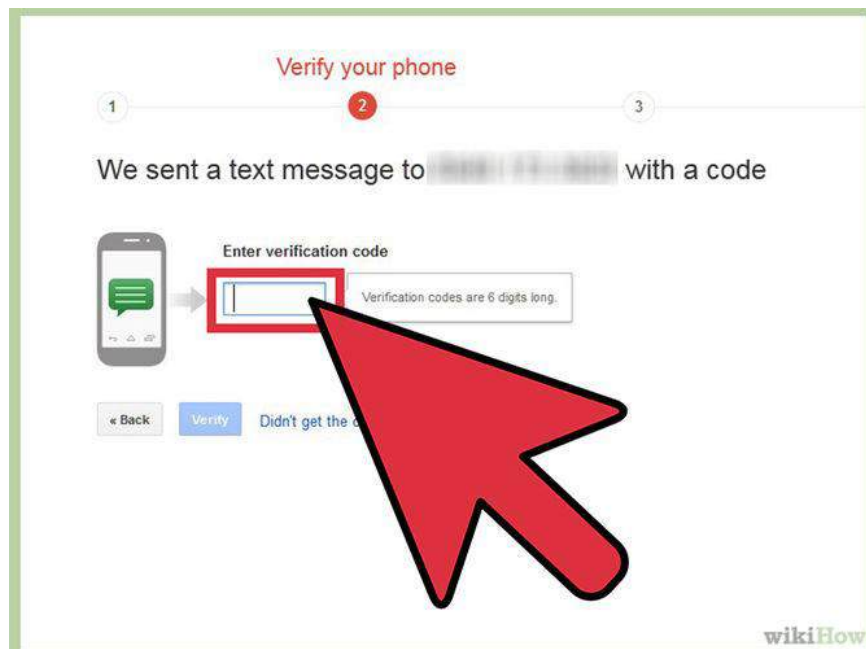 Verify your phone
1 2 3
We sent a text message to with a code
Enter verification code
Verification codes are 6 digits long.
« Back Verify Didn't get the
wikiHow